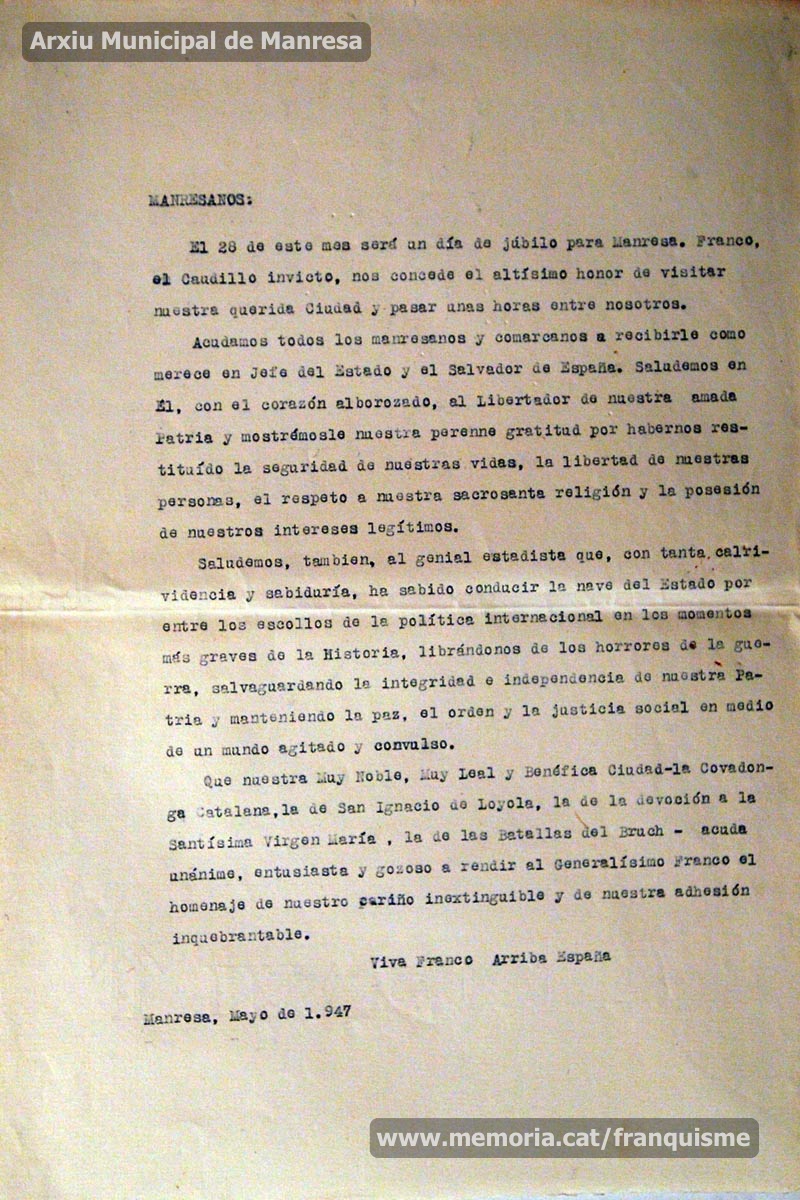 Arxiu Municipal de Manresa
MANRESANOS:
El 28 de este mes será un día de júbilo para Manresa. Franco,
el Caudillo invicto, nos concede el altísimo honor de visitar
nuestra querida Ciudad y pasar unas horas entre nosotros.
Acudamos todos los manresanos y comarcanos a recibirle como
merece en Jefe del Estado y el Salvador de España. Saludemos en
Él, con el corazón alborozado, al Libertador de nuestra amada
Patria y mostrémosle nuestra perenne gratitud por habernos res-
tituído la seguridad de nuestras vidas, la libertad de nuestras
personas, el respeto a nuestra sacrosanta religión y la posesión
de nuestros intereses legítimos.
Saludemos, tambien, al genial estadista que, con tanta calri-
videncia y sabiduría, ha sabido conducir la nave del Estado por
entre los escollos de la política internacional en los momentos
más graves de la Historia, librándonos de los horrores de la gue-
rra, salvaguardando la integridad e independencia de nuestra Pa-
tria y manteniendo la paz, el orden y la justicia social en medio
de un mundo agitado y convulso.
Que nuestra Muy Noble, Muy Leal y Benéfica Ciudad-la Covadon-
ga Catalana,la de San Ignacio de Loyola, la de la devoción a la
Santísima Virgen María , la de las Batallas del Bruch - acuda
unánime, entusiasta y gozoso a rendir al Generalísimo Franco el
homenaje de nuestro cariño inextinguible y de nuestra adhesión
inquebrantable.
Viva Franco Arriba España
Manresa, Mayo de 1.947
www.memoria.cat/franquisme